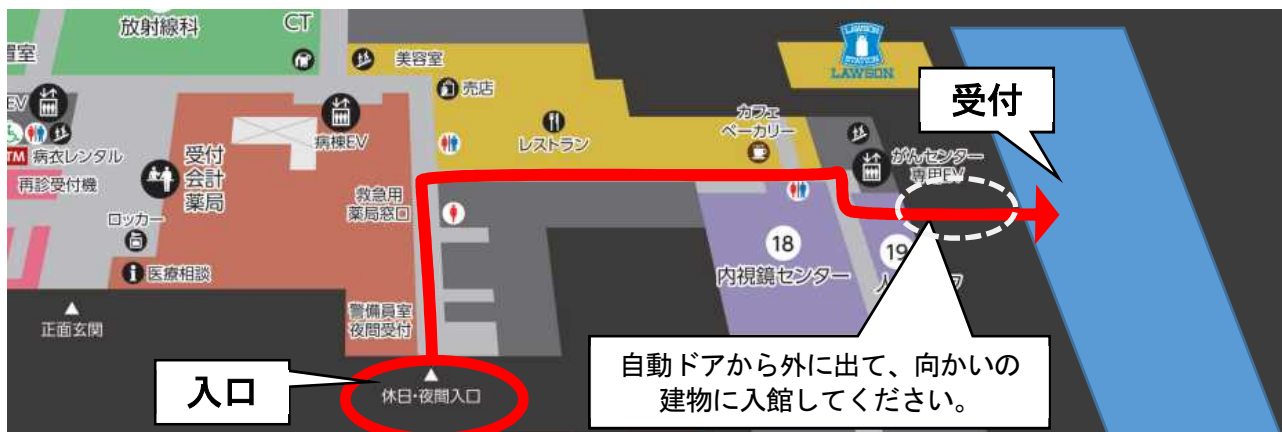 放射線科
CT
置室
美容室
売店
LAWSON
STATION
LAWSON
受付
EV
病棟EV
レストラン
カフェ
ベーカリー
TM 病衣レンタル
再診受付機
受付
会計
薬局
救急用
薬局窓口
がんセンター
専用EV
ロッカー
医療相談
18
内視鏡センター
19
正面玄関
警備員室
夜間受付
入口
休日・夜間入口
自動ドアから外に出て、向かいの
建物に入館してください。